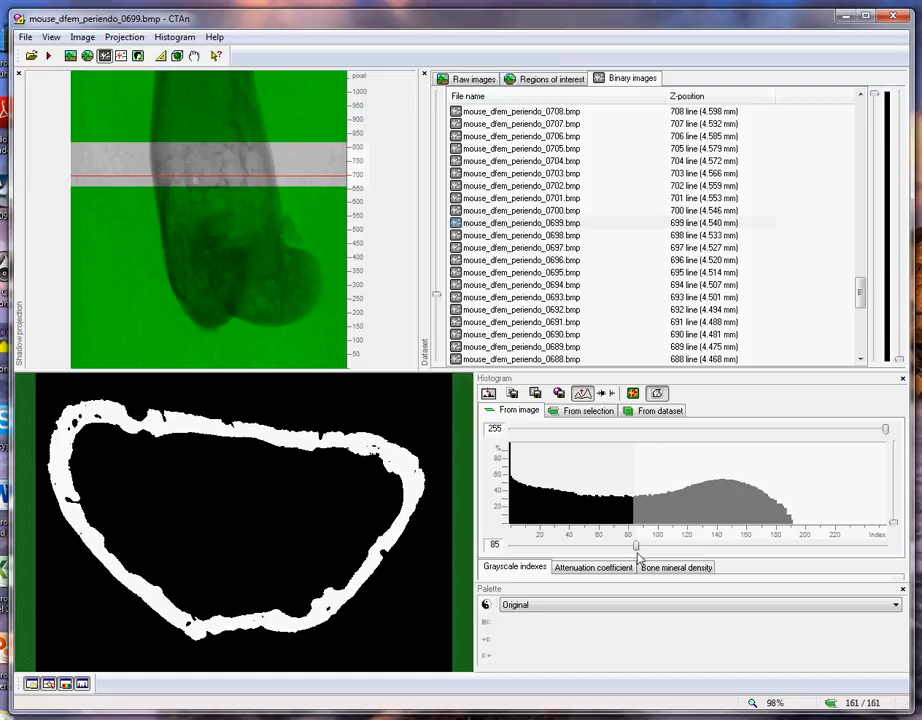 mouse_dfem_periendo_0699.bmp - CTAn
File View Image Projection Histogram Help
pixel
1000
900
850
800
750
700
650
600
550
500
450
400
350
300
250
200
150
100
50
Shadow projection
Dataset
Raw images Regions of interest Binary images
File name Z-position
mouse_dfem_periendo_0708.bmp 708 line (4.598 mm)
mouse_dfem_periendo_0707.bmp 707 line (4.592 mm)
mouse_dfem_periendo_0706.bmp 706 line (4.585 mm)
mouse_dfem_periendo_0705.bmp 705 line (4.579 mm)
mouse_dfem_periendo_0704.bmp 704 line (4.572 mm)
mouse_dfem_periendo_0703.bmp 703 line (4.566 mm)
mouse_dfem_periendo_0702.bmp 702 line (4.559 mm)
mouse_dfem_periendo_0701.bmp 701 line (4.553 mm)
mouse_dfem_periendo_0700.bmp 700 line (4.546 mm)
mouse_dfem_periendo_0699.bmp 699 line (4.540 mm)
mouse_dfem_periendo_0698.bmp 698 line (4.533 mm)
mouse_dfem_periendo_0697.bmp 697 line (4.527 mm)
mouse_dfem_periendo_0696.bmp 696 line (4.520 mm)
mouse_dfem_periendo_0695.bmp 695 line (4.514 mm)
mouse_dfem_periendo_0694.bmp 694 line (4.507 mm)
mouse_dfem_periendo_0693.bmp 693 line (4.501 mm)
mouse_dfem_periendo_0692.bmp 692 line (4.494 mm)
mouse_dfem_periendo_0691.bmp 691 line (4.488 mm)
mouse_dfem_periendo_0690.bmp 690 line (4.481 mm)
mouse_dfem_periendo_0689.bmp 689 line (4.475 mm)
mouse_dfem_periendo_0688.bmp 688 line (4.468 mm)
Histogram
From image From selection From dataset
255
%
80
60
40
20
20 40 60 80 100 120 140 160 180 200 220 Index
85
Grayscale indexes Attenuation coefficient Bone mineral density
Palette
Original
98% 161 / 161